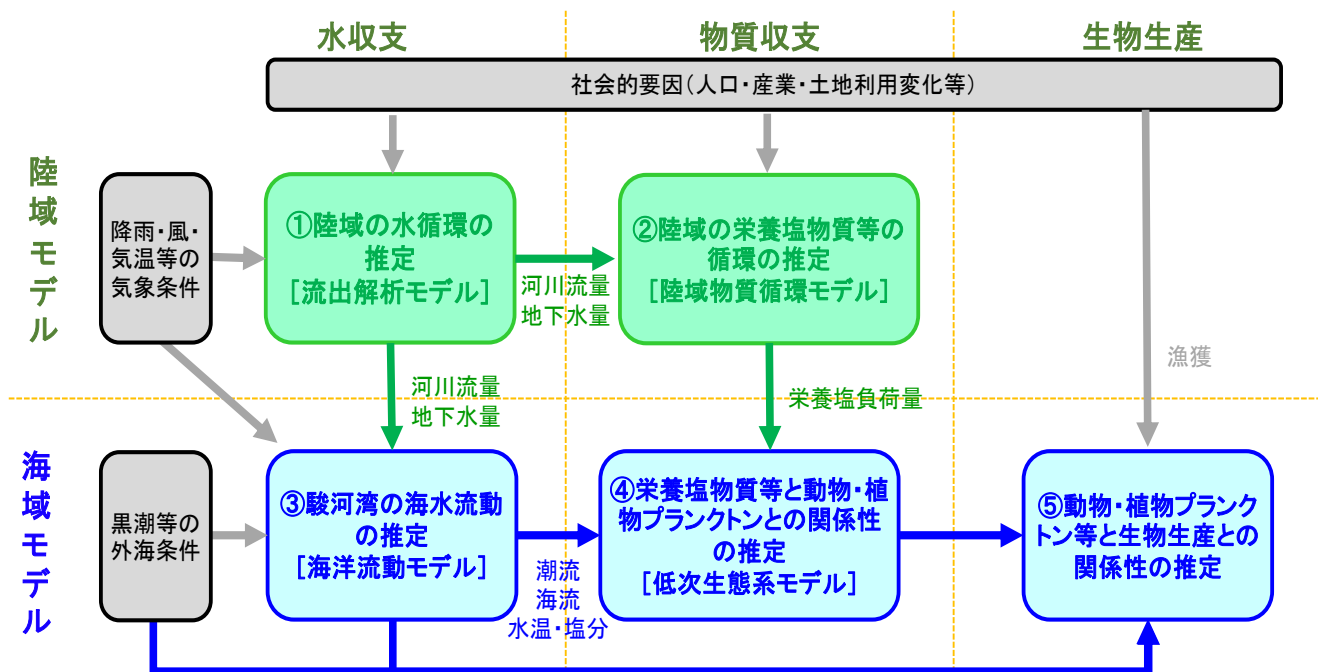 水収支
物質収支
生物生産
社会的要因(人口・産業・土地利用変化等)
陸域モデル
降雨・風・
気温等の
気象条件
①陸域の水循環の
推定
[流出解析モデル]
河川流量
地下水量
②陸域の栄養塩物質等の
循環の推定
[陸域物質循環モデル]
漁獲
河川流量
地下水量
栄養塩負荷量
海域モデル
黒潮等の
外海条件
③駿河湾の海水流動
の推定
[海洋流動モデル]
潮流
海流
水温・塩分
④栄養塩物質等と動物・植
物プランクトンとの関係性
の推定
[低次生態系モデル]
⑤動物・植物プランク
トン等と生物生産との
関係性の推定